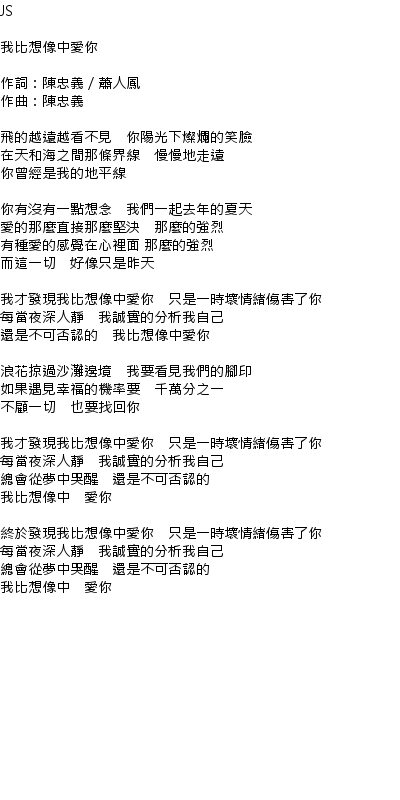 JS
我比想像中愛你
作詞：陳忠義 / 蕭人鳳
作曲：陳忠義
飛的越遠越看不見　你陽光下燦爛的笑臉
在天和海之間那條界線　慢慢地走遠
你曾經是我的地平線
你有沒有一點想念　我們一起去年的夏天
愛的那麼直接那麼堅決　那麼的強烈
有種愛的感覺在心裡面 那麼的強烈
而這一切　好像只是昨天
我才發現我比想像中愛你　只是一時壞情緒傷害了你
每當夜深人靜　我誠實的分析我自己
還是不可否認的　我比想像中愛你
浪花掠過沙灘邊境　我要看見我們的腳印
如果遇見幸福的機率要　千萬分之一
不顧一切　也要找回你
我才發現我比想像中愛你　只是一時壞情緒傷害了你
每當夜深人靜　我誠實的分析我自己
總會從夢中哭醒　還是不可否認的
我比想像中　愛你
終於發現我比想像中愛你　只是一時壞情緒傷害了你
每當夜深人靜　我誠實的分析我自己
總會從夢中哭醒　還是不可否認的
我比想像中　愛你